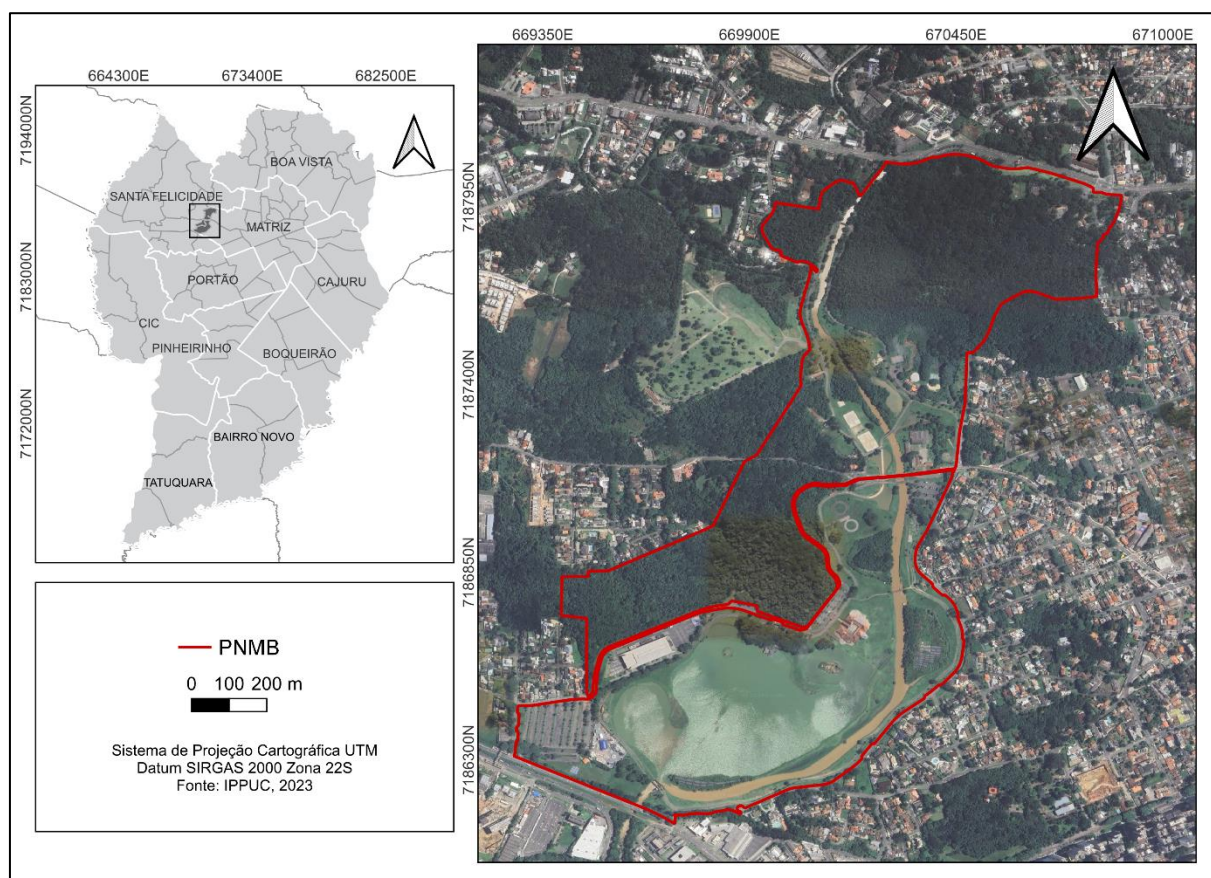 664300E 673400E 682500E
7194000N
7183000N
7172000N
BOA VISTA
SANTA FELICIDADE
MATRIZ
PORTÃO
CAJURU
CIC
PINHEIRINHO
BOQUEIRÃO
BAIRRO NOVO
TATUQUARA
PNMB
0 100 200 m
Sistema de Projeção Cartográfica UTM
Datum SIRGAS 2000 Zona 22S
Fonte: IPPUC, 2023
669350E 669900E 670450E 671000E
7187950N
7187400N
7186850N
7186300N